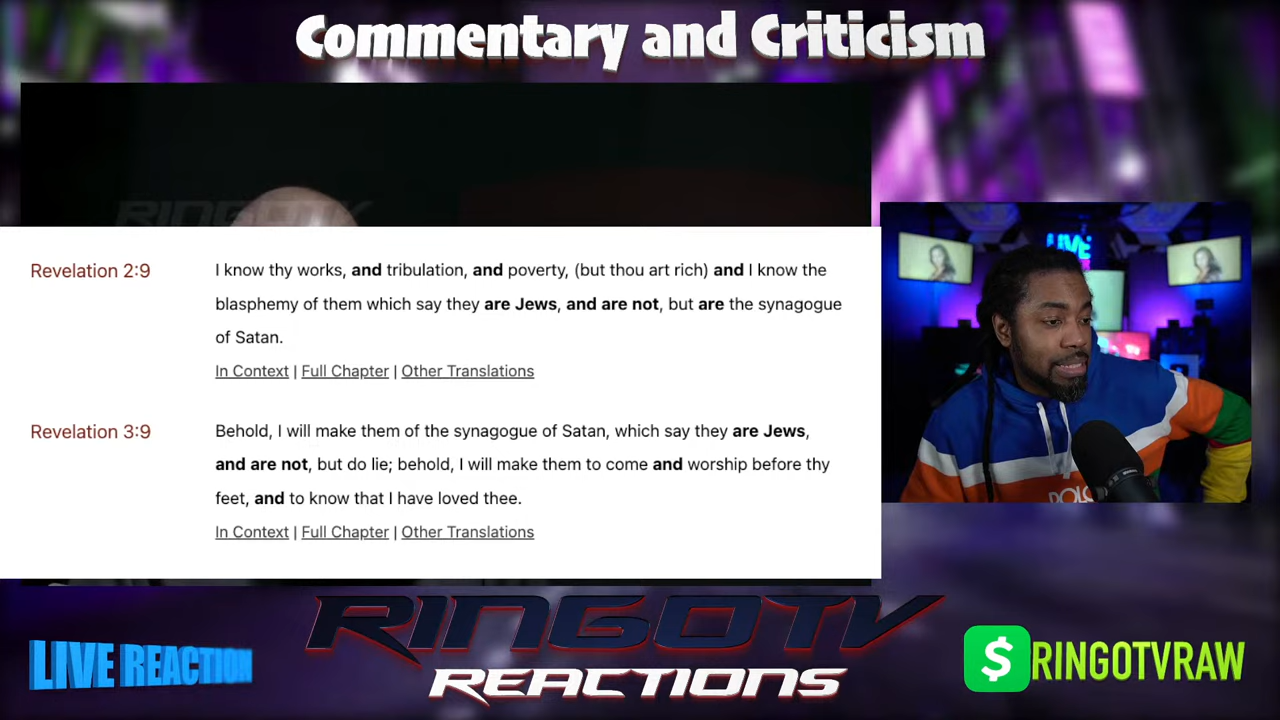 Commentary and Criticism
RINGOTV
Revelation 2:9
I know thy works, and tribulation, and poverty, (but thou art rich) and I know the
blasphemy of them which say they are Jews, and are not, but are the synagogue
of Satan.
In Context | Full Chapter | Other Translations
Revelation 3:9
Behold, I will make them of the synagogue of Satan, which say they are Jews,
and are not, but do lie; behold, I will make them to come and worship before thy
feet, and to know that I have loved thee.
In Context | Full Chapter | Other Translations
LIVE
POLO
LIVE REACTION
RINGOTV
REACTIONS
$RINGOTVRAW